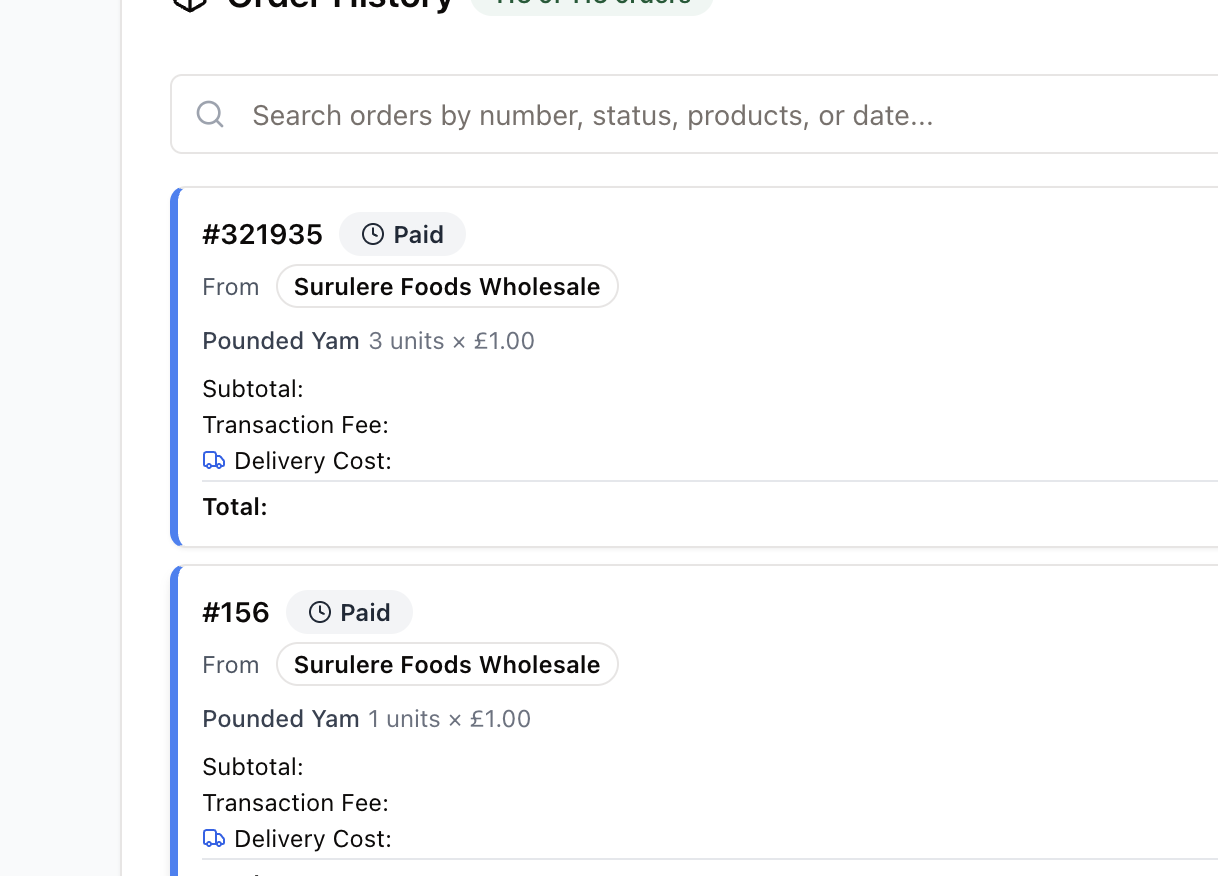 Order History
Search orders by number, status, products, or date...
#321935 Paid
From Surulere Foods Wholesale
Pounded Yam 3 units × £1.00
Subtotal:
Transaction Fee:
Delivery Cost:
Total:
#156 Paid
From Surulere Foods Wholesale
Pounded Yam 1 units × £1.00
Subtotal:
Transaction Fee:
Delivery Cost: